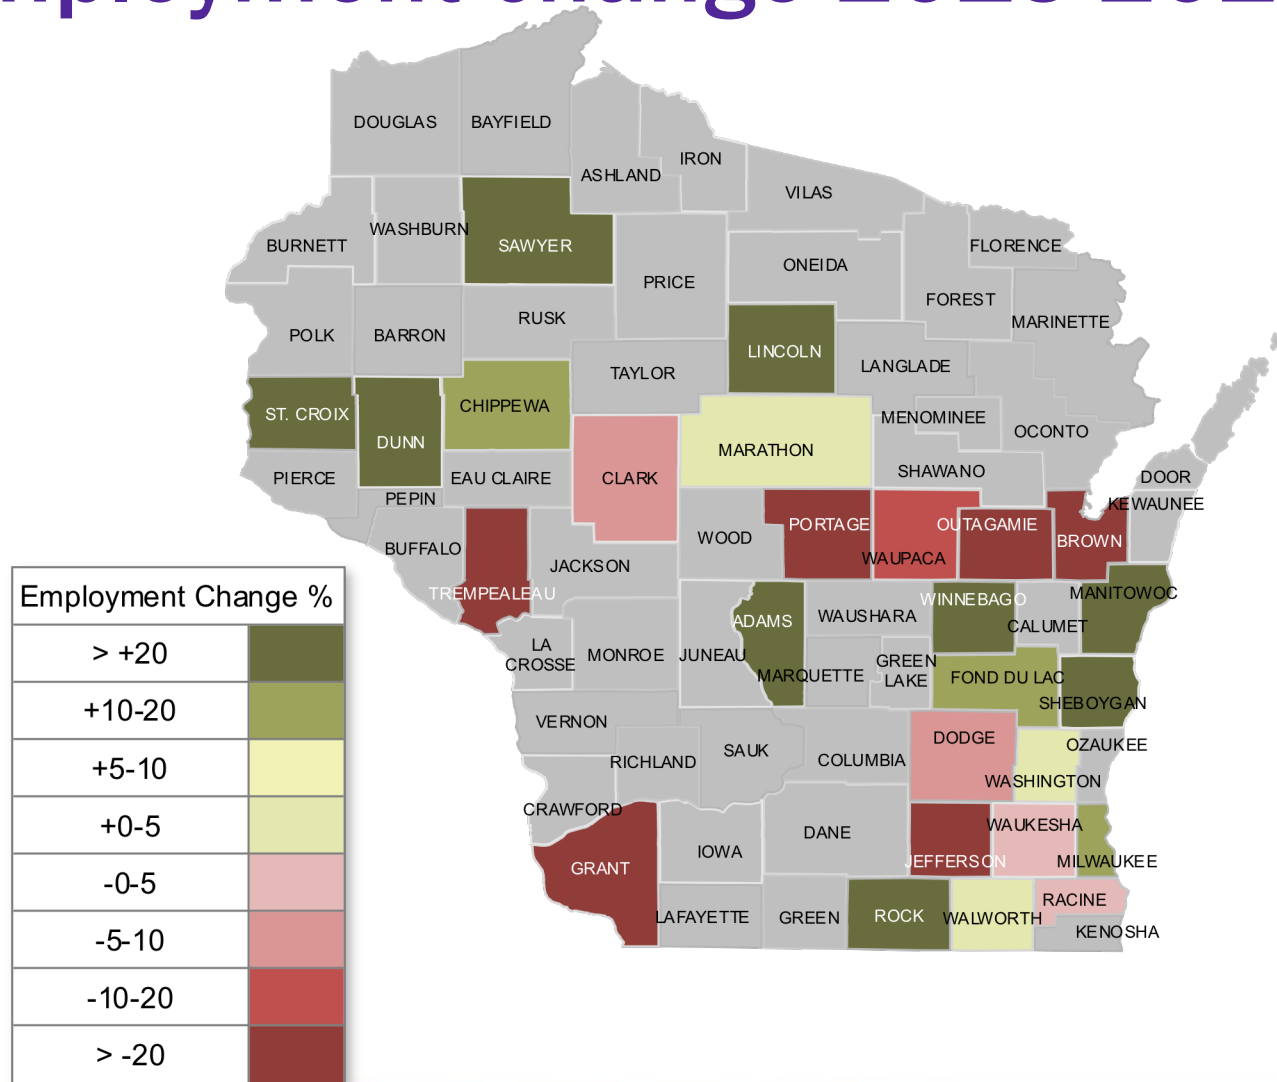 DOUGLAS
BAYFIELD
ASHLAND
IRON
VILAS
BURNETT
WASHBURN
SAWYER
PRICE
ONEIDA
FLORENCE
FOREST
MARINETTE
POLK
BARRON
RUSK
TAYLOR
LINCOLN
LANGLADE
ST. CROIX
DUNN
CHIPPEWA
MENOMINEE
OCONTO
MARATHON
CLARK
SHAWANO
PIERCE
EAU CLAIRE
DOOR
PEPIN
KEWAUNEE
PORTAGE
OUTAGAMIE
WOOD
WAUPACA
BROWN
BUFFALO
JACKSON
TREMPEALEAU
ADAMS
WAUSHARA
WINNEBAGO
MANITOWOC
CALUMET
LA
CROSSE
MONROE
JUNEAU
MARQUETTE
GREEN
LAKE
FOND DU LAC
SHEBOYGAN
VERNON
RICHLAND
SAUK
COLUMBIA
DODGE
OZAUKEE
WASHINGTON
CRAWFORD
DANE
WAUKESHA
GRANT
IOWA
JEFFERSON
MILWAUKEE
LAFAYETTE
GREEN
ROCK
WALWORTH
RACINE
KENOSHA
Employment Change %
> +20
+10-20
+5-10
+0-5
-0-5
-5-10
-10-20
> -20